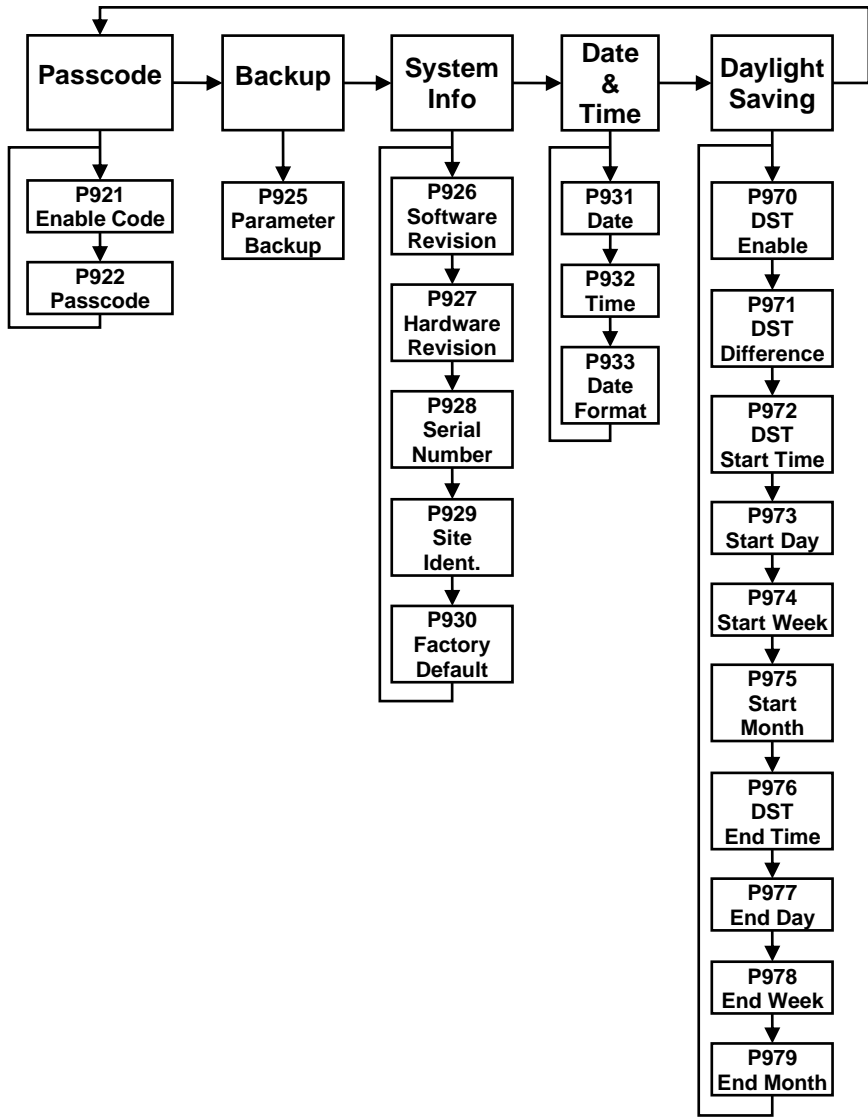 Passcode
Backup
System
Info
Date
&
Time
Daylight
Saving
P921
Enable Code
P922
Passcode
P925
Parameter
Backup
P926
Software
Revision
P927
Hardware
Revision
P928
Serial
Number
P929
Site
Ident.
P930
Factory
Default
P931
Date
P932
Time
P933
Date
Format
P970
DST
Enable
P971
DST
Difference
P972
DST
Start Time
P973
Start Day
P974
Start Week
P975
Start
Month
P976
DST
End Time
P977
End Day
P978
End Week
P979
End Month